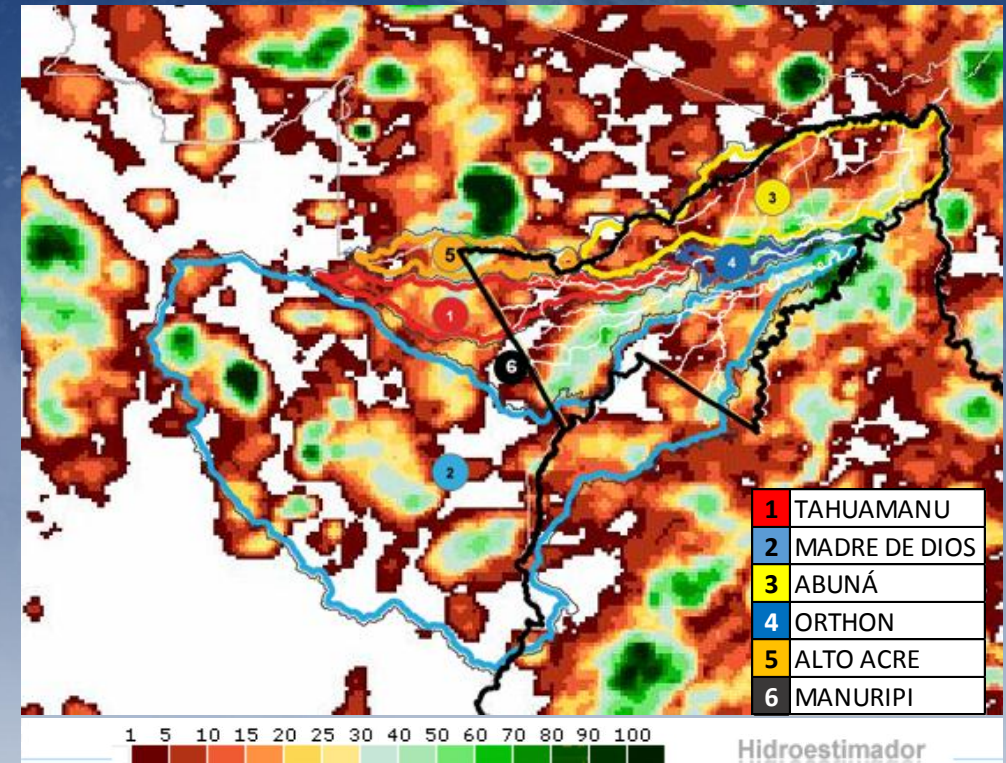 3
5
4
1
6
2
1 TAHUAMANU
2 MADRE DE DIOS
3 ABUNÁ
4 ORTHON
5 ALTO ACRE
6 MANURIPI
1 5 10 15 20 25 30 40 50 60 70 80 90 100
Hidroestimador